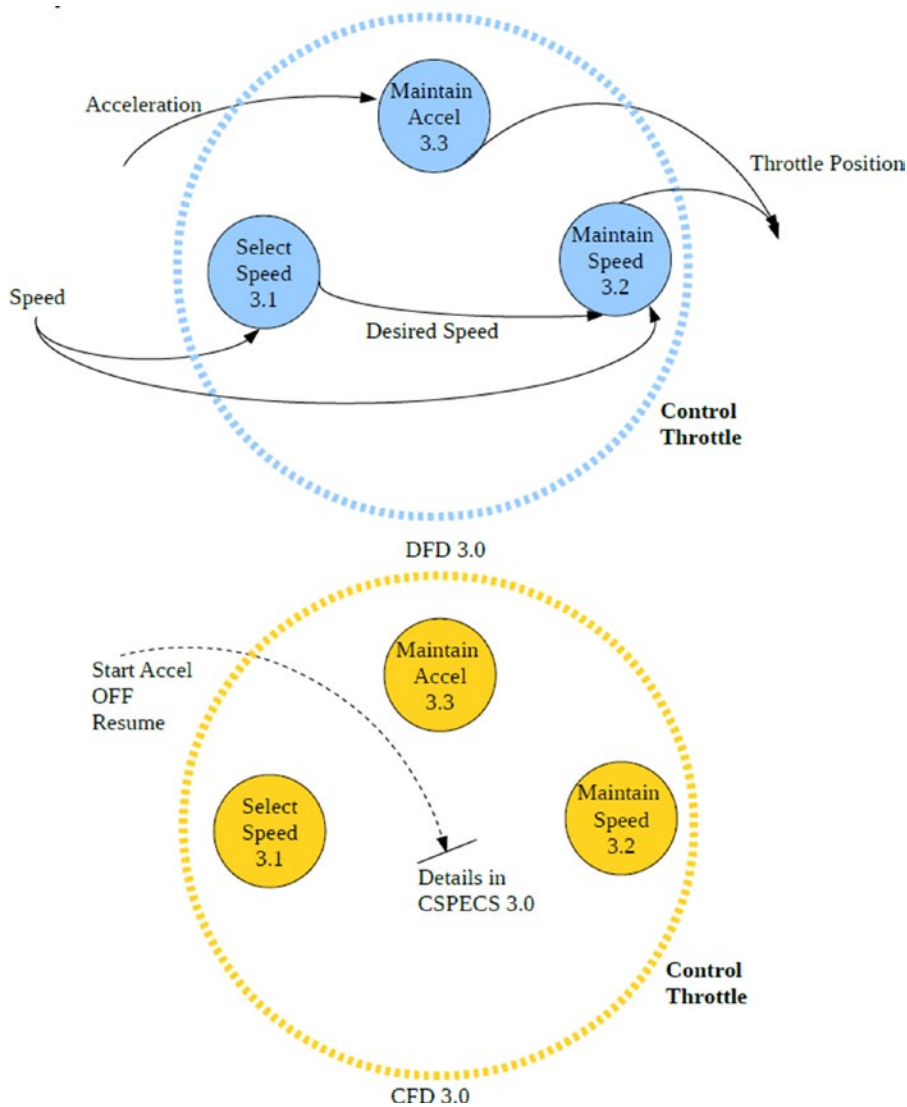 Acceleration
Maintain
Accel
3.3
Throttle Position
Select
Speed
3.1
Maintain
Speed
3.2
Speed
Desired Speed
Control
Throttle
DFD 3.0
Start Accel
OFF
Resume
Maintain
Accel
3.3
Select
Speed
3.1
Maintain
Speed
3.2
Details in
CSPECS 3.0
Control
Throttle
CFD 3.0